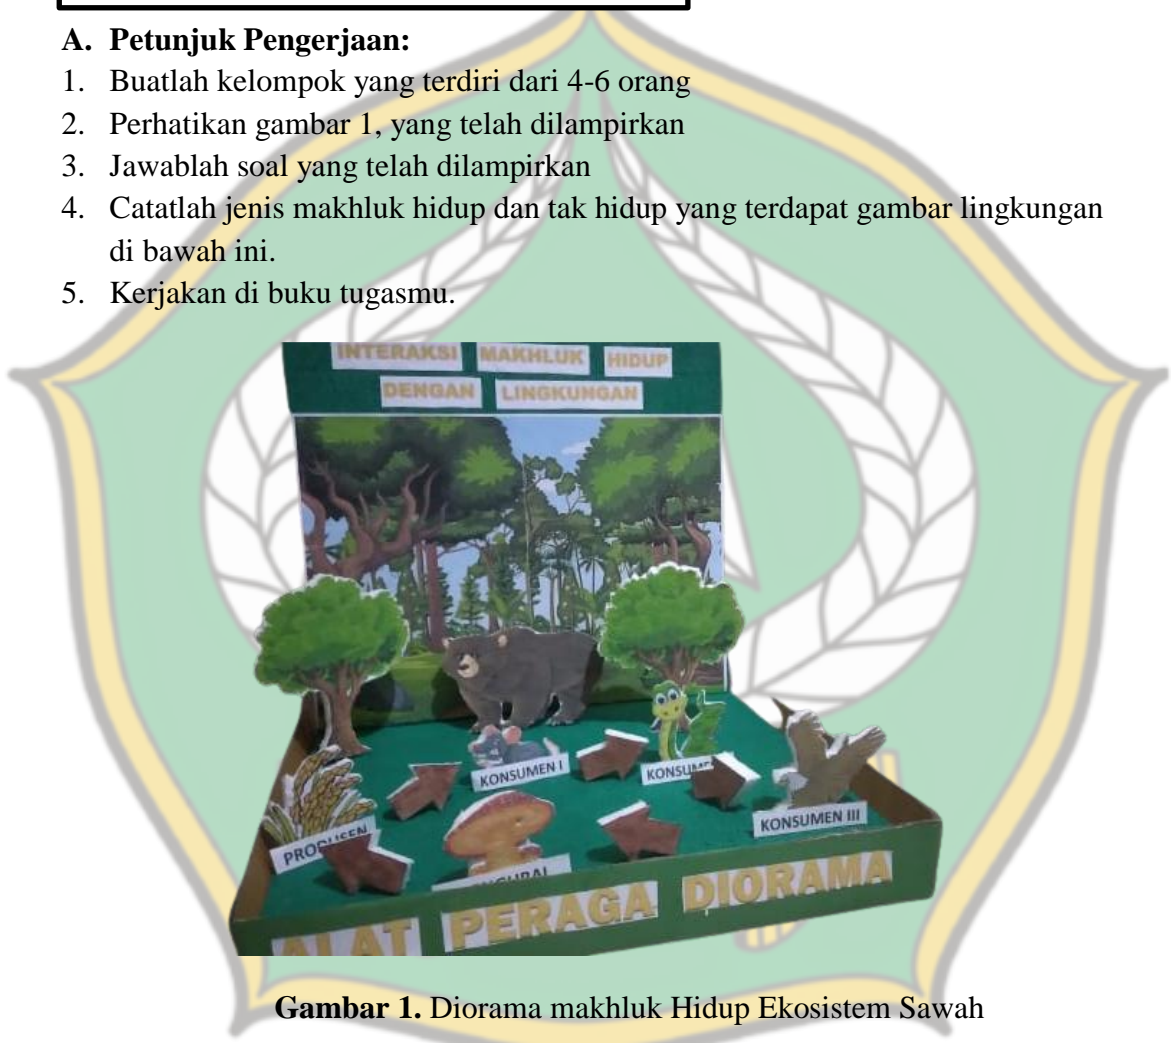 A. Petunjuk Pengerjaan:
1. Buatlah kelompok yang terdiri dari 4-6 orang
2. Perhatikan gambar 1, yang telah dilampirkan
3. Jawablah soal yang telah dilampirkan
4. Catatlah jenis makhluk hidup dan tak hidup yang terdapat gambar lingkungan
di bawah ini.
5. Kerjakan di buku tugasmu.
INTERAKSI MAKHLUK HIDUP
DENGAN LINGKUNGAN
KONSUMEN I
KONSUME
KONSUMEN III
PRODUSEN
ALAT PERAGA DIORAMA
Gambar 1. Diorama makhluk Hidup Ekosistem Sawah